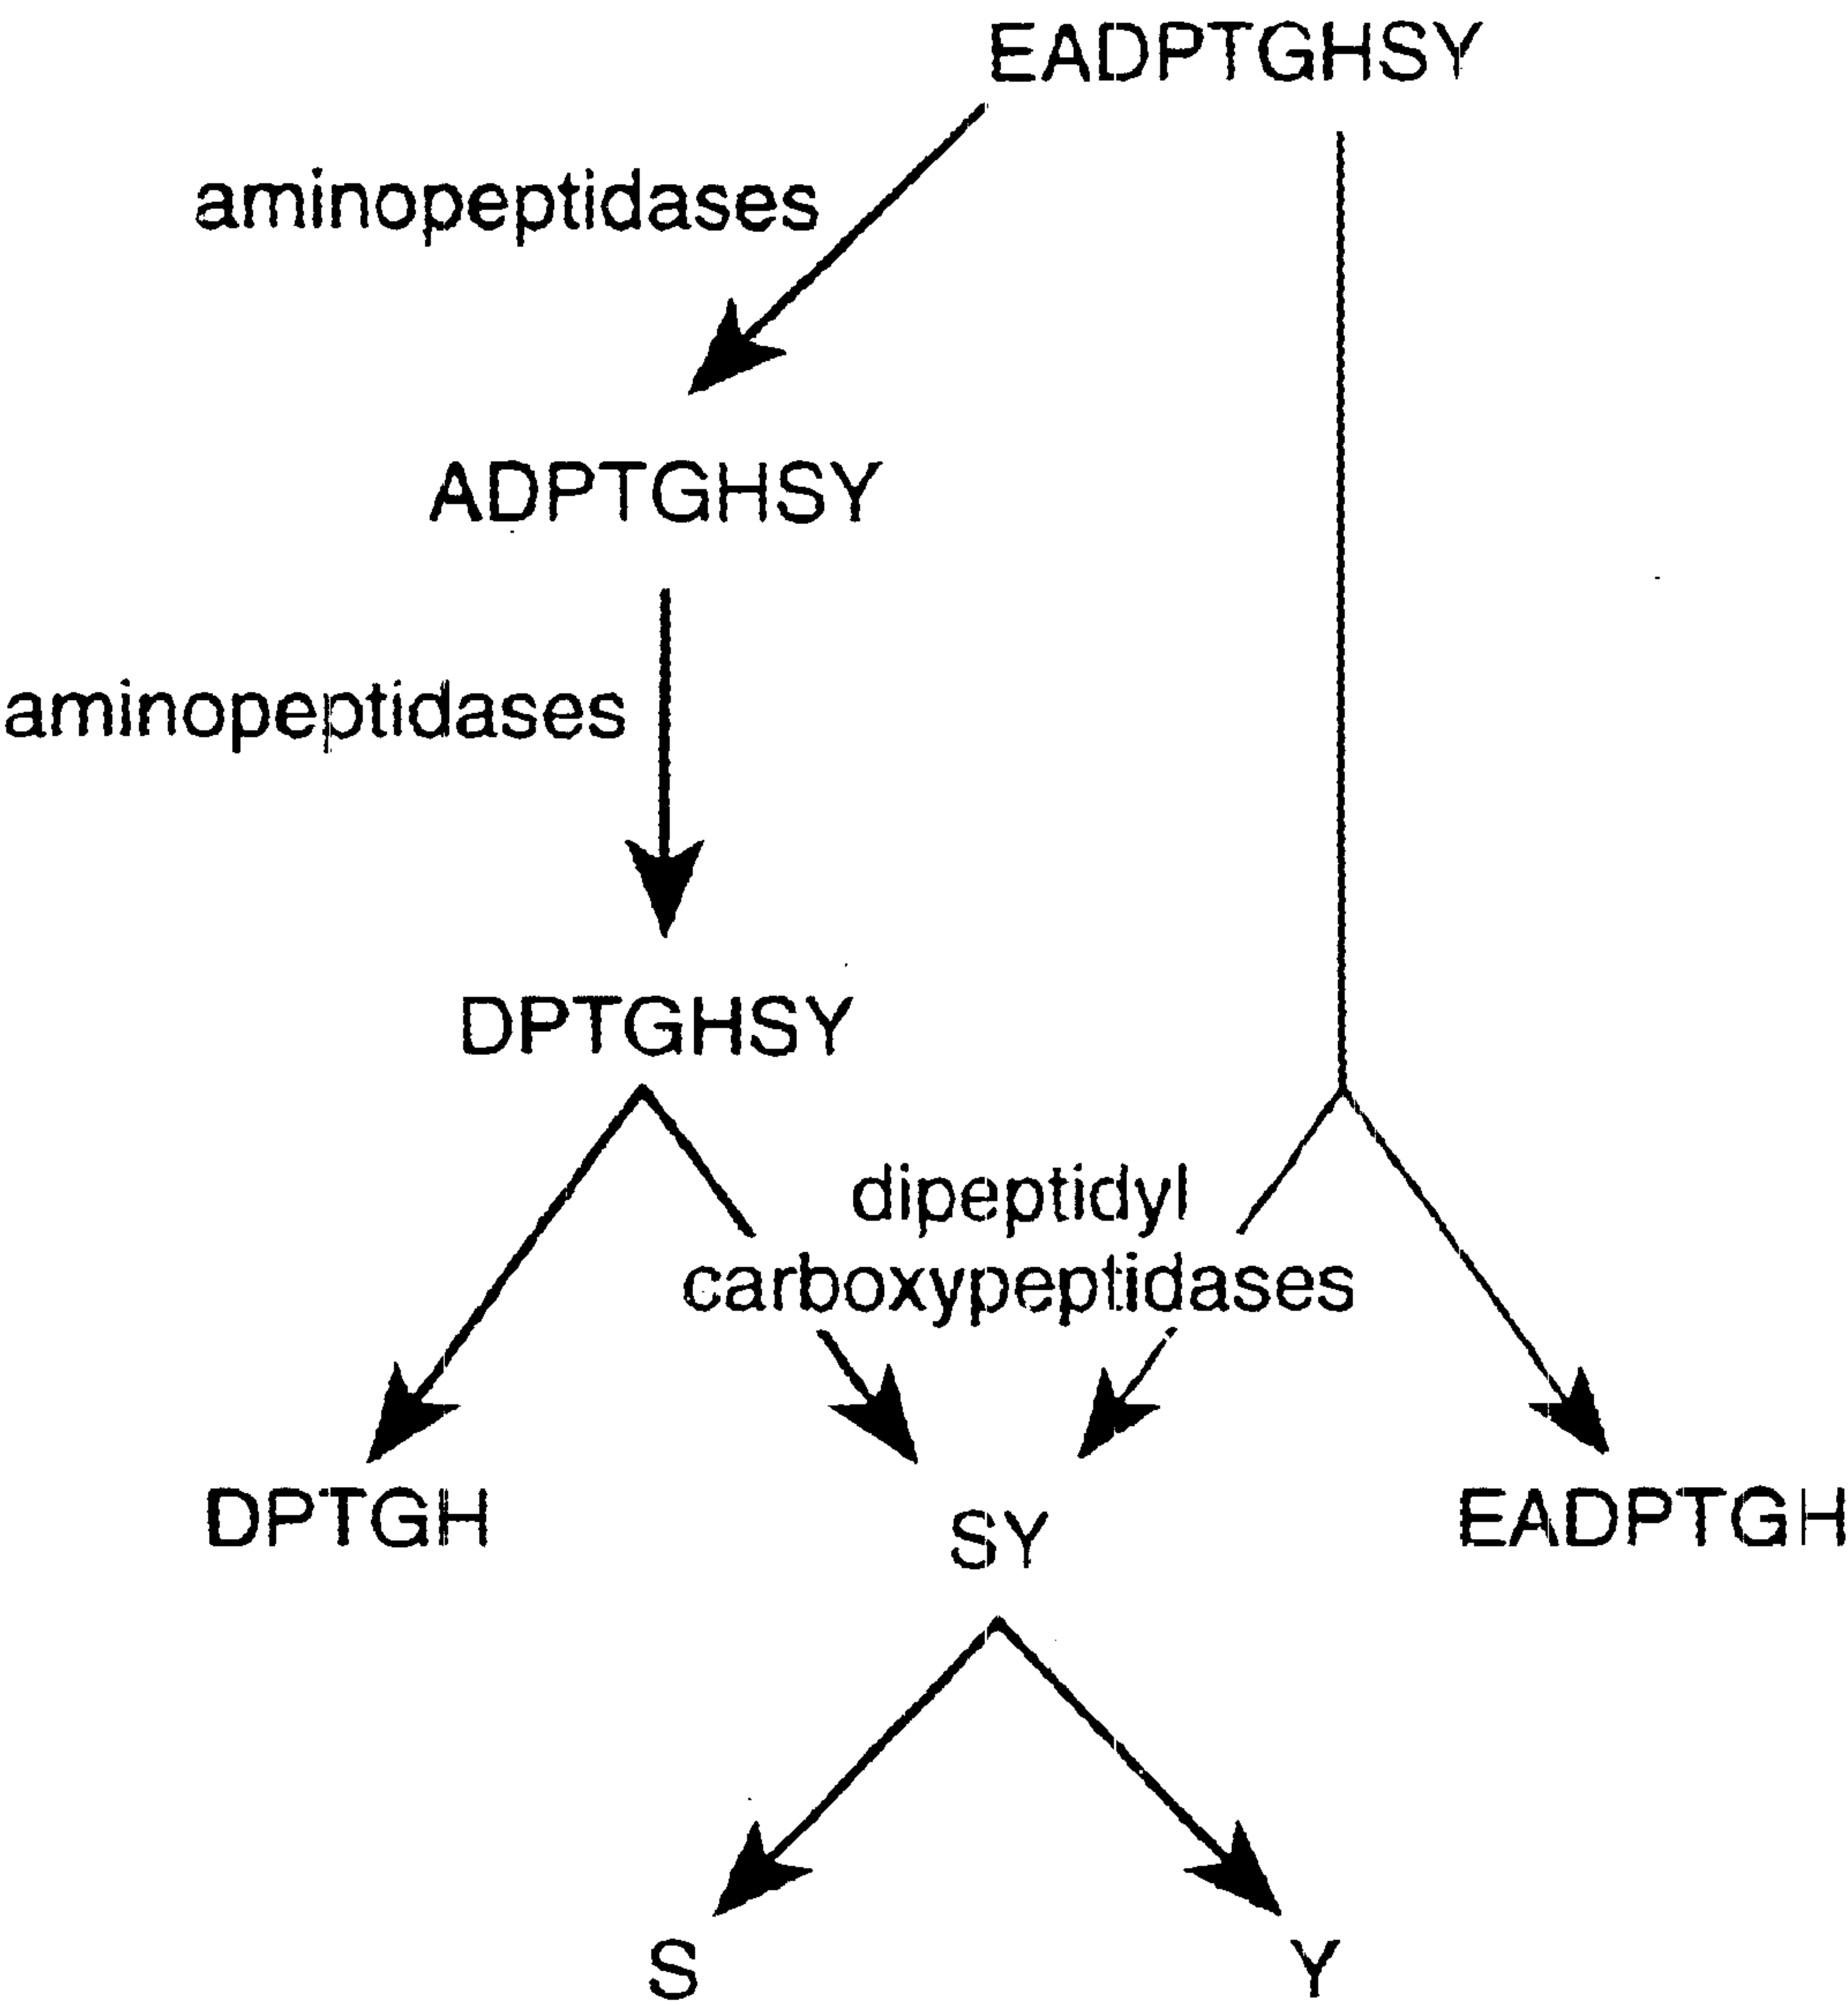 EADPTGHSY
aminopeptidases
ADPTGHSY
aminopeptidases
DPTGHSY
dipeptidyl
carboxypeptidases
DPTGH
SY
EADPTGH
S
Y